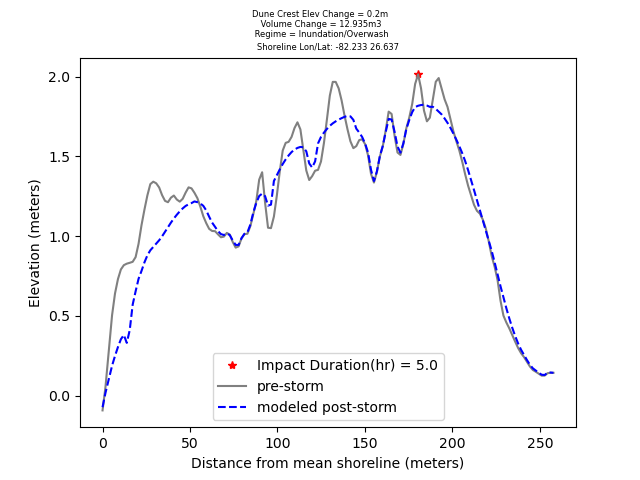 Dune Crest Elev Change = 0.2m
Volume Change = 12.935m3
Regime = Inundation/Overwash
Shoreline Lon/Lat: -82.233 26.637
2.0
1.5
1.0
0.5
0.0
Elevation (meters)
Impact Duration(hr) = 5.0
pre-storm
modeled post-storm
0 50 100 150 200 250
Distance from mean shoreline (meters)